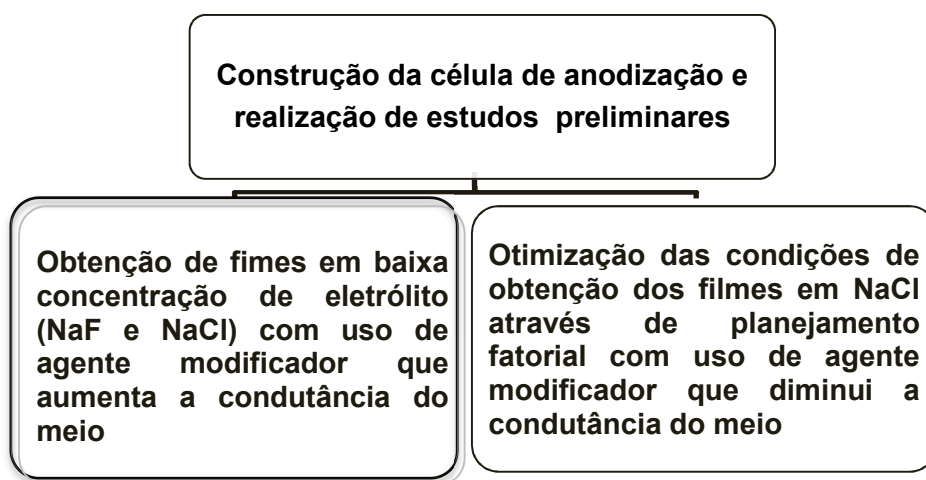 Construção da célula de anodização e
realização de estudos preliminares
Obtenção de fimes em baixa
concentração de eletrólito
(NaF e NaCl) com uso de
agente modificador que
aumenta a condutância do
meio
Otimização das condições de
obtenção dos filmes em NaCl
através de planejamento
fatorial com uso de agente
modificador que diminui a
condutância do meio